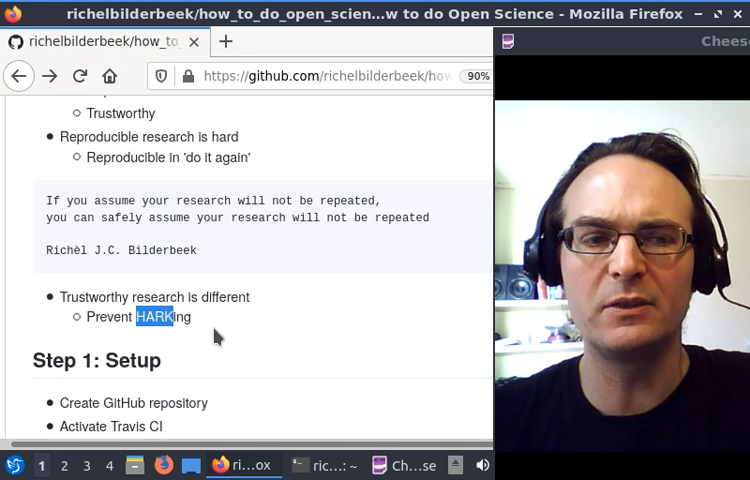 richelbilderbeek/how_to_do_open_scien...w to do Open Science - Mozilla Firefox
richelbilderbeek/how_to_
Cheese
https://github.com/richelbilderbeek/how
90%
Trustworthy
Reproducible research is hard
Reproducible in 'do it again'
If you assume your research will not be repeated,
you can safely assume your research will not be repeated
Richèl J.C. Bilderbeek
Trustworthy research is different
Prevent HARKing
Step 1: Setup
Create GitHub repository
Activate Travis CI
1 2 3 4 ri...ox ric...: ~ Ch...se